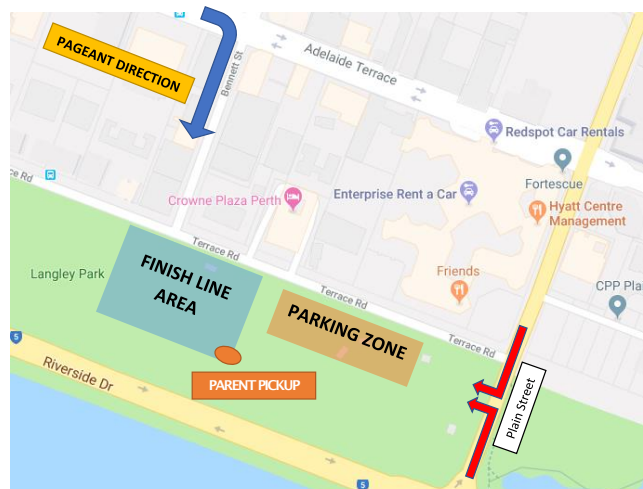 PAGEANT DIRECTION
Bennett St
Adelaide Terrace
Redspot Car Rentals
Fortescue
Enterprise Rent a Car
Hyatt Centre
Management
Crowne Plaza Perth
ce Rd
Terrace Rd
Friends
CPP Pla
Langley Park
FINISH LINE
AREA
Terrace Rd
PARKING ZONE
Terrace Rd
5
Riverside Dr
PARENT PICKUP
Plain Street
5